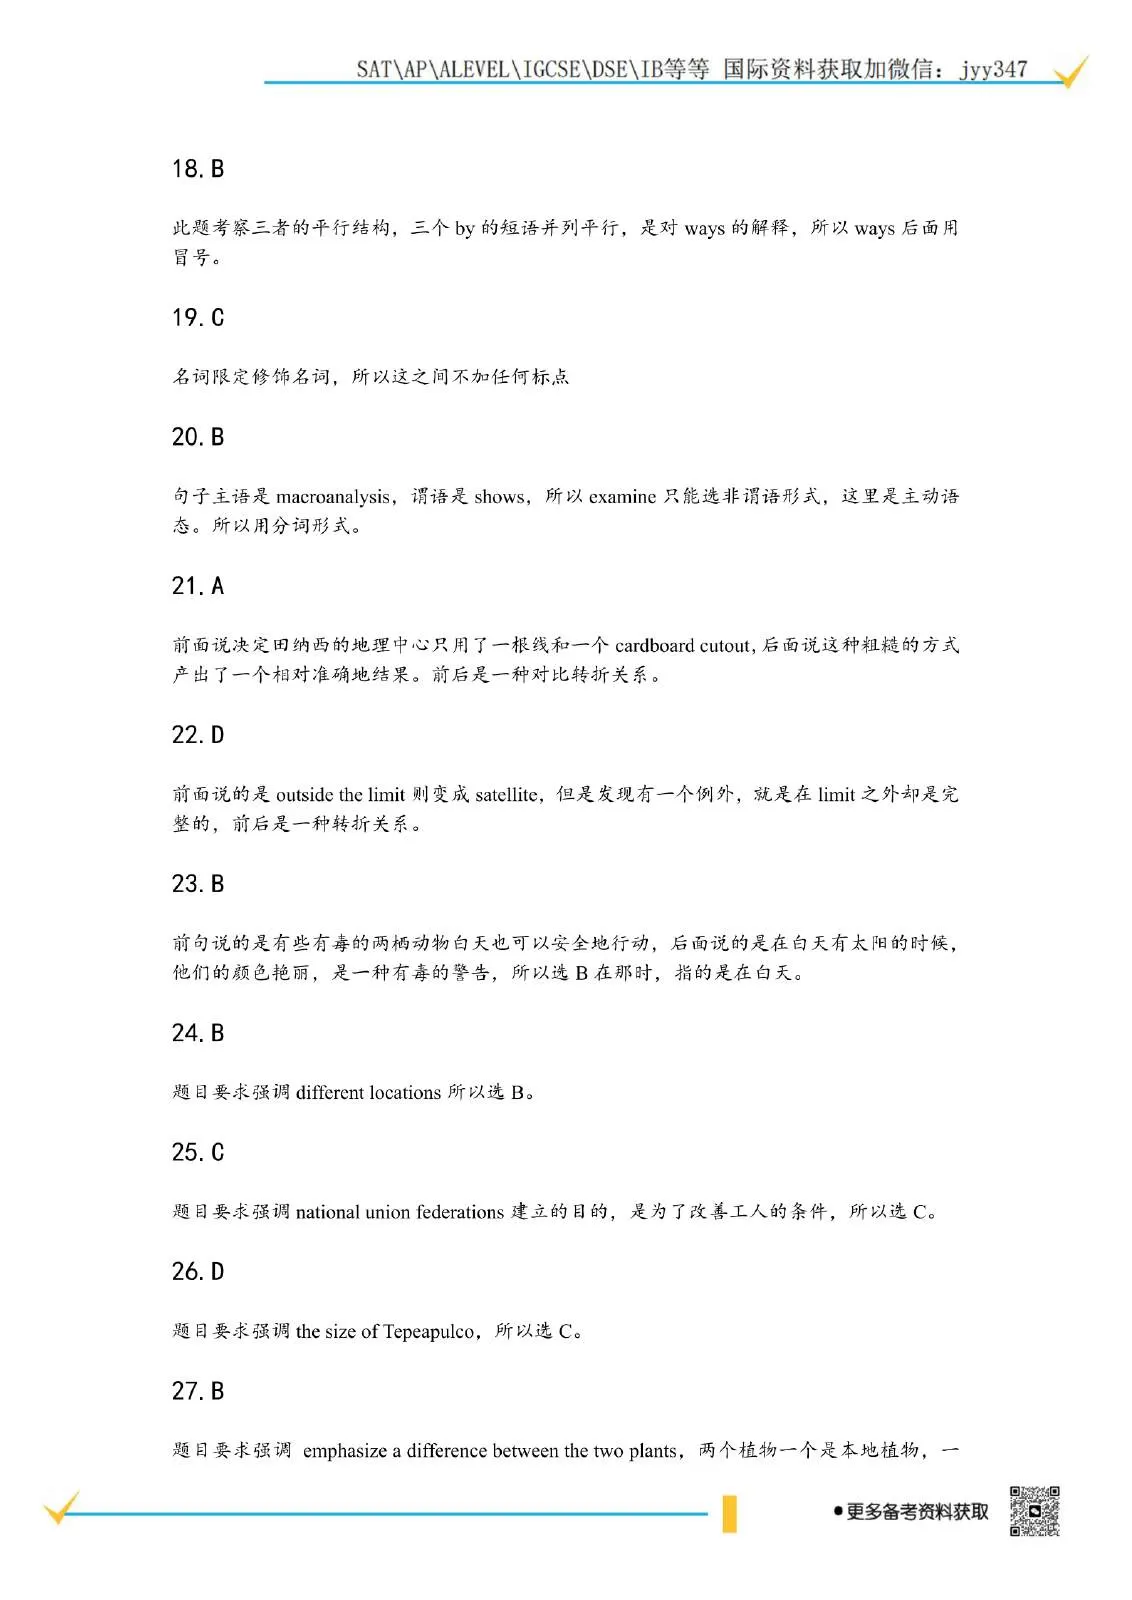 SAT\AP\ALEVEL\IGCSE\DSE\IB等等 国际资料获取加微信：jyy347
18. B
此题考察三者的平行结构，三个 by 的短语并列平行，是对 ways 的解释，所以 ways 后面用
冒号。
19. C
名词限定修饰名词，所以这之间不加任何标点
20. B
句子主语是 macroanalysis，谓语是 shows，所以 examine 只能选非谓语形式，这里是主动语
态。所以用分词形式。
21. A
前面说决定田纳西的地理中心只用了一根线和一个 cardboard cutout, 后面说这种粗糙的方式
产出了一个相对准确地结果。前后是一种对比转折关系。
22. D
前面说的是 outside the limit 则变成 satellite，但是发现有一个例外，就是在 limit 之外却是完
整的，前后是一种转折关系。
23. B
前句说的是有些有毒的两栖动物白天也可以安全地行动，后面说的是在白天有太阳的时候，
他们的颜色艳丽，是一种有毒的警告，所以选 B 在那时，指的是在白天。
24. B
题目要求强调 different locations 所以选 B。
25. C
题目要求强调 national union federations 建立的目的，是为了改善工人的条件，所以选 C。
26. D
题目要求强调 the size of Tepeapulco，所以选 C。
27. B
题目要求强调 emphasize a difference between the two plants，两个植物一个是本地植物，一
•更多备考资料获取